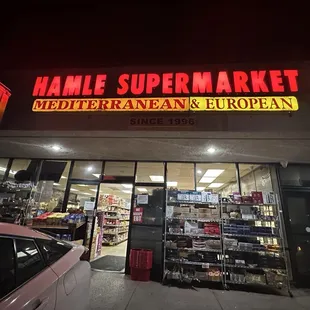 HAMLE SUPERMARKET
MEDITERRANEAN & EUROPEAN
SINCE 1996